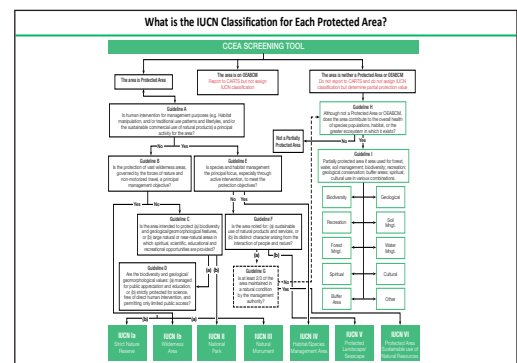 What is the IUCN Classification for Each Protected Area?
CCEA SCREENING TOOL
The area is Protected Area
The area is an OEABCM
Report to CARTS but not assign
IUCN classification
The area is neither a Protected Area or OEABCM
Do not report to CARTS and do not assign IUCN
classification but determine partial protection value
Guideline A
Is human intervention for management purposes (e.g. Habitat
manipulation, and/or traditional use patterns and lifestyles, and/or
the sustainable commercial use of natural products) a principal
activity for the area?
Guideline H
Although not a Protected Area or OEABCM,
does the area contribute to the overall health
of species populations, habitat, or the
greater ecosystem in which it exists?
No
Yes
No
Yes
Not a Partially
Protected Area
Guideline B
Is the protection of vast wilderness areas,
governed by the forces of nature and
non-motorized travel, a principal
management objective?
Guideline E
Is species and habitat management
the principal focus, especially through
active intervention, to meet the
protection objectives?
Guideline I
Partially protected if area used for forest,
water, soil management; biodiversity; recreation;
geological conservation; buffer areas; spiritual;
cultural use in various combinations.
Yes
No
No
Yes
Biodiversity
Geological
Recreation
Soil
Mngt.
Forest
Mngt.
Water
Mngt.
Spiritual
Cultural
Buffer
Area
Other
Guideline C
Is the area intended to protect (a) biodiversity
and geological/geomorphological features,
or (b) large natural or near-natural areas in
which spiritual, scientific, educational and
recreational opportunities are paramount?
Guideline F
Is the area noted for: (a) sustainable
use of natural products and services, or
(b) its distinct character arising from the
interaction of people and nature?
(a)
(b)
(a)
(b)
Guideline D
Are the biodiversity and geological/
geomorphological values: (a) managed
for public appreciation and education,
or (b) strictly protected for science,
free of direct human intervention, and
permitting only limited public access?
Guideline G
Is at least 2/3 of the
area maintained in
a natural condition
by the management
authority?
No
Yes
(b)
(a)
IUCN Ia
Strict Nature
Reserve
IUCN Ib
Wilderness
Area
IUCN II
National
Park
IUCN III
Natural
Monument
IUCN IV
Habitat/Species
Management Area
IUCN V
Protected
Landscape/
Seascape
IUCN VI
Protected Area
Sustainable use of
Natural Resources